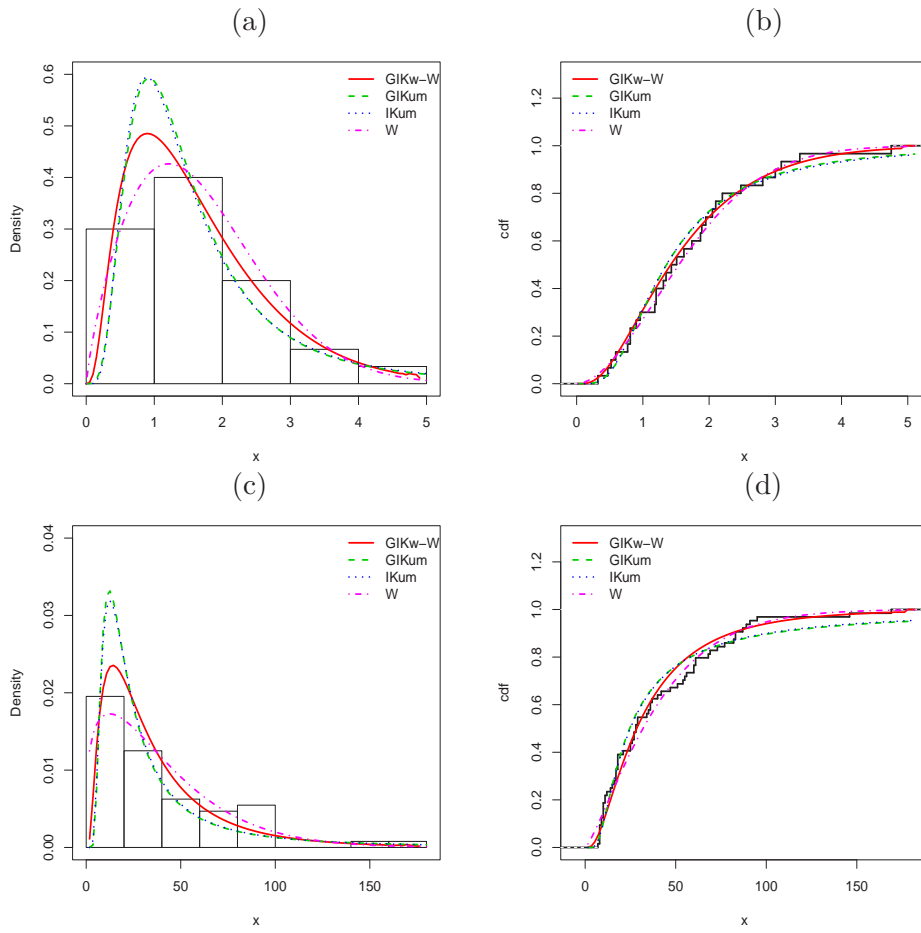 (a)
GIKw-W
GIKum
IKum
W
Density
0.0 0.1 0.2 0.3 0.4 0.5 0.6
0 1 2 3 4 5
x
(b)
GIKw-W
GIKum
IKum
W
cdf
0.0 0.2 0.4 0.6 0.8 1.0 1.2
0 1 2 3 4 5
x
(c)
GIKw-W
GIKum
IKum
W
Density
0.00 0.01 0.02 0.03 0.04
0 50 100 150
x
(d)
GIKw-W
GIKum
IKum
W
cdf
0.0 0.2 0.4 0.6 0.8 1.0 1.2
0 50 100 150
x